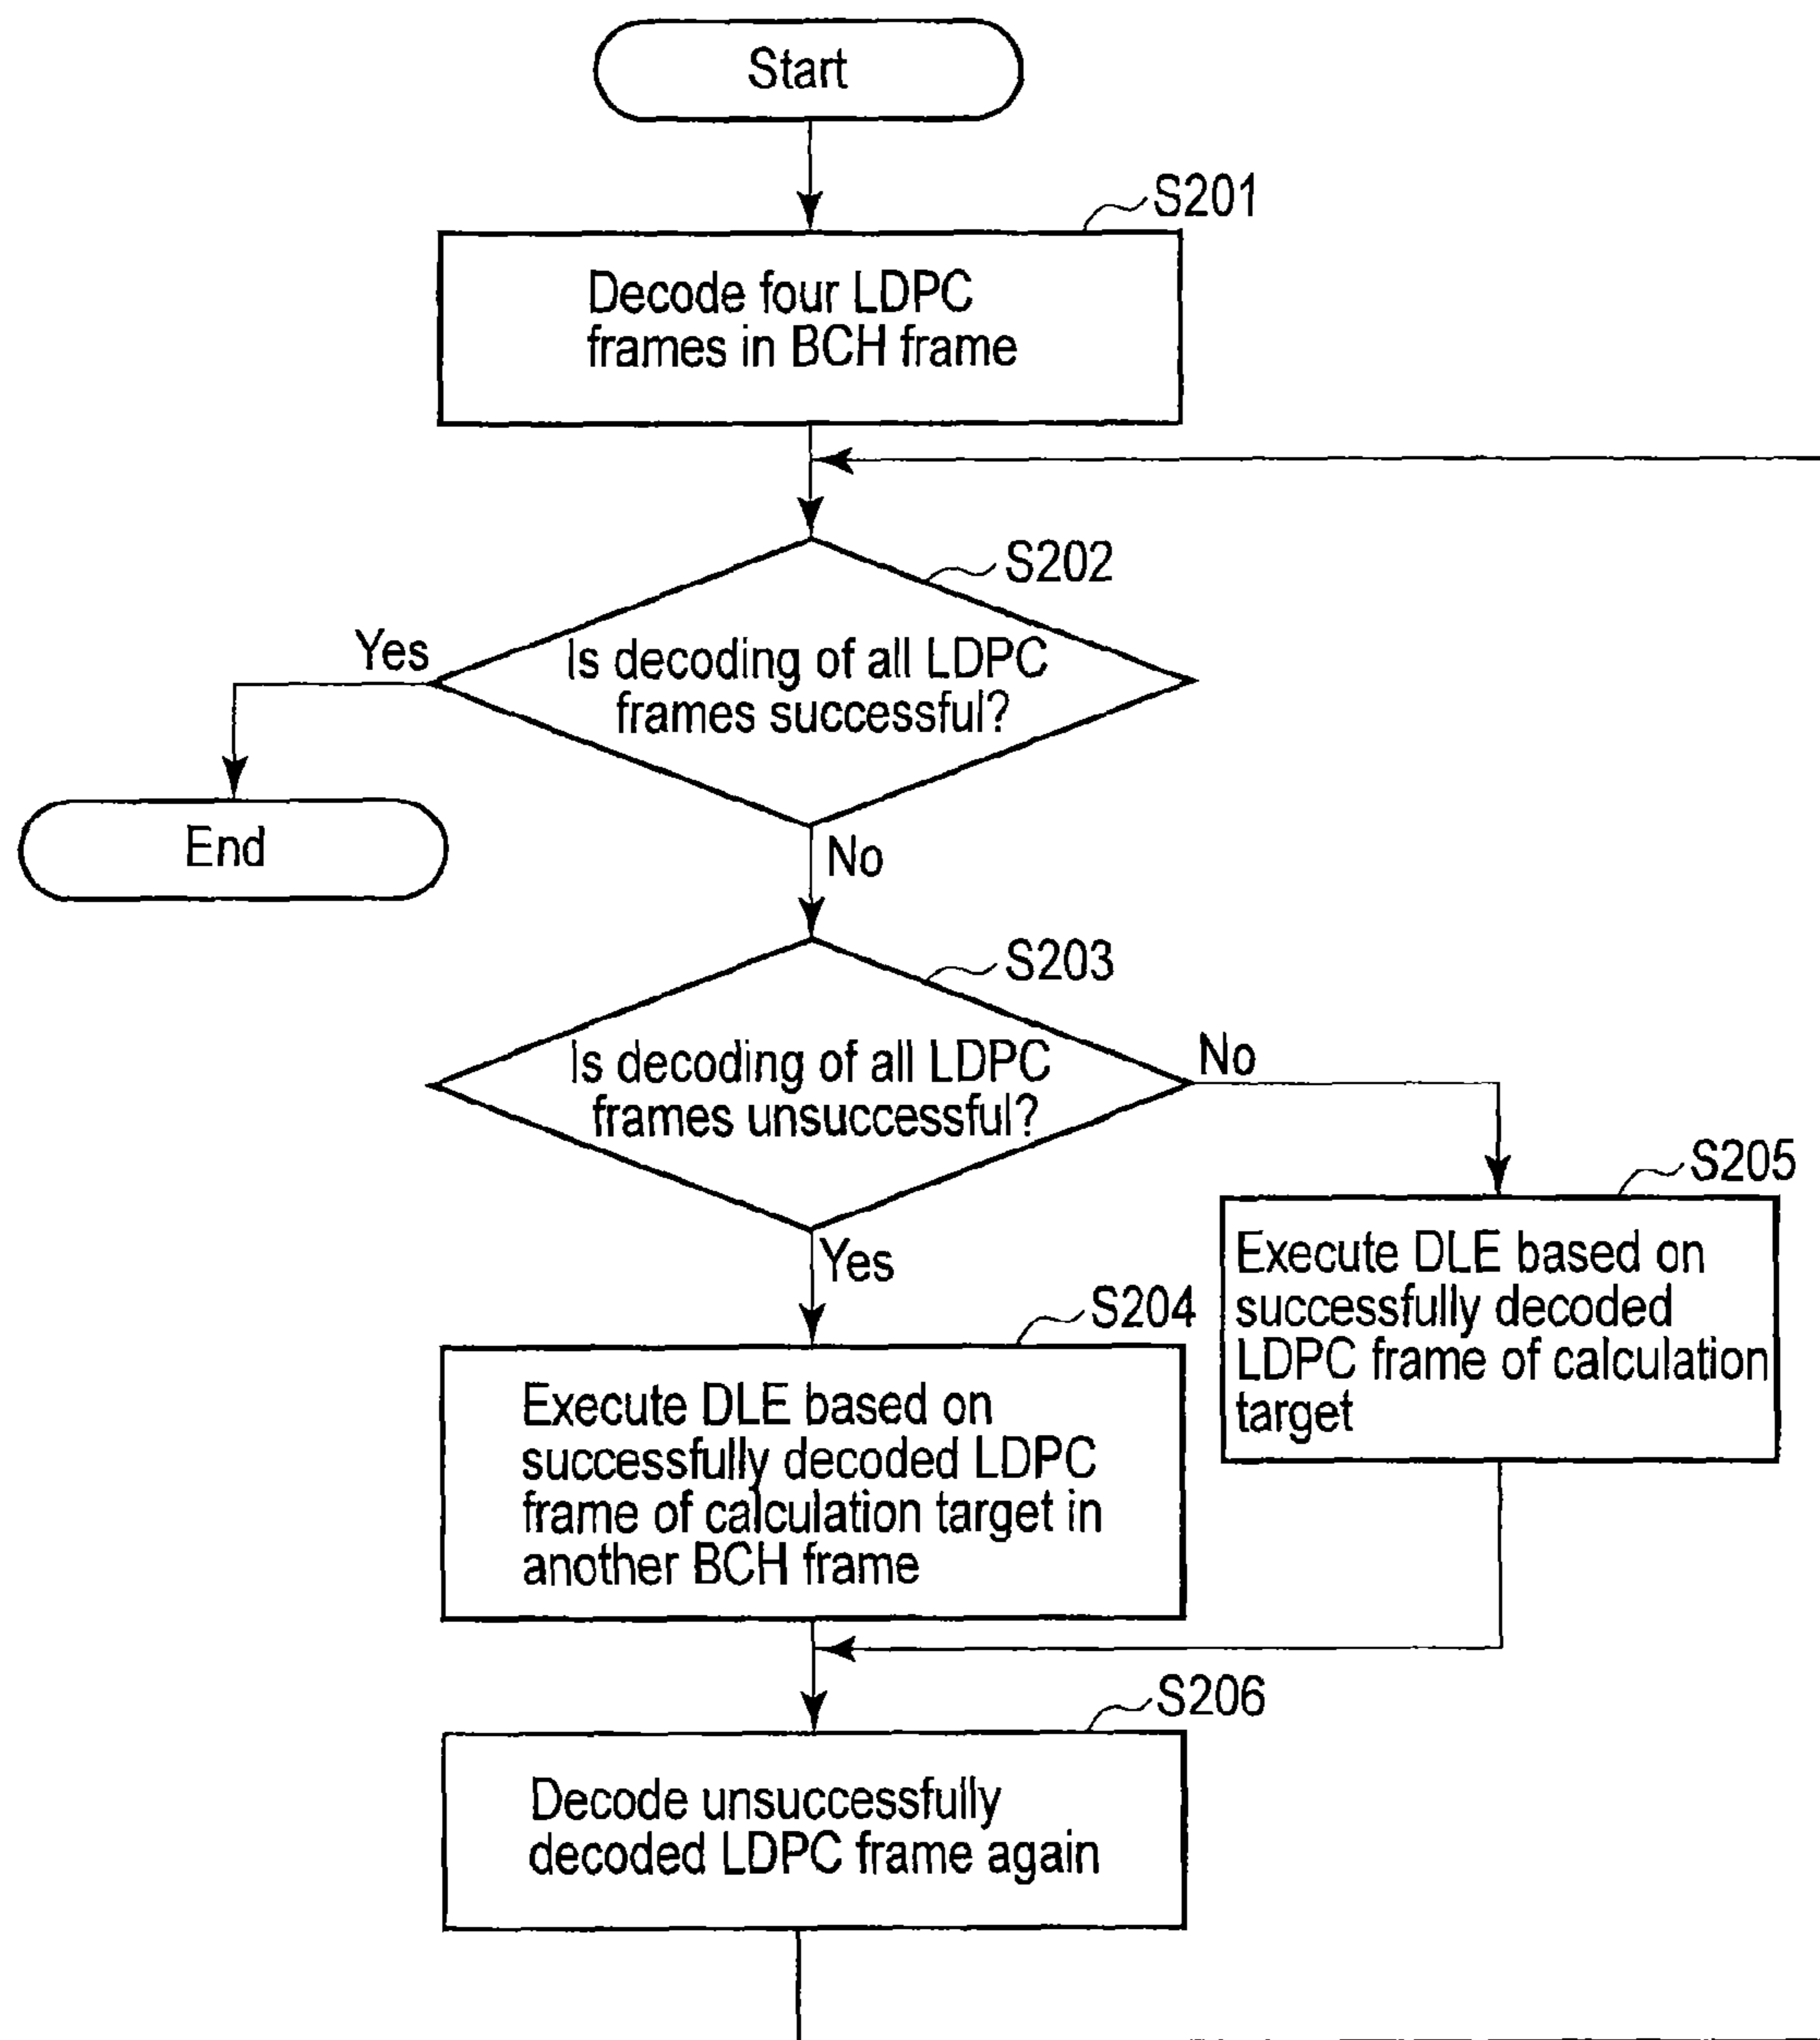 Start
S201
Decode four LDPC
frames in BCH frame
S202
Yes
Is decoding of all LDPC
frames successful?
End
No
S203
Is decoding of all LDPC
frames unsuccessful?
No
S205
Execute DLE based on
successfully decoded
LDPC frame of calculation
target
Yes
S204
Execute DLE based on
successfully decoded LDPC
frame of calculation target in
another BCH frame
S206
Decode unsuccessfully
decoded LDPC frame again